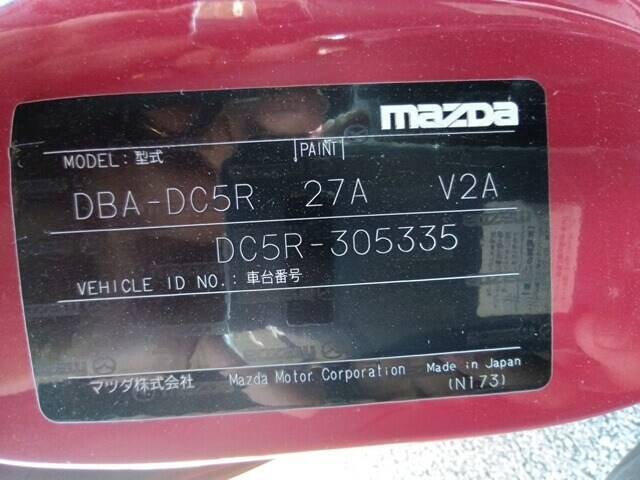 mazda
MODEL: 型式 PAINT
DBA-DC5R 27A V2A
DC5R-305335
VEHICLE ID NO.: 車台番号
マツダ株式会社 Mazda Motor Corporation Made in Japan
(N173)